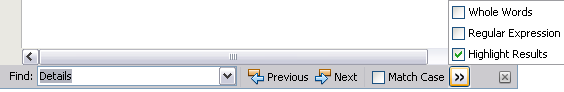 Whole Words
Regular Expression
Highlight Results
Find: Details Previous Next Match Case »